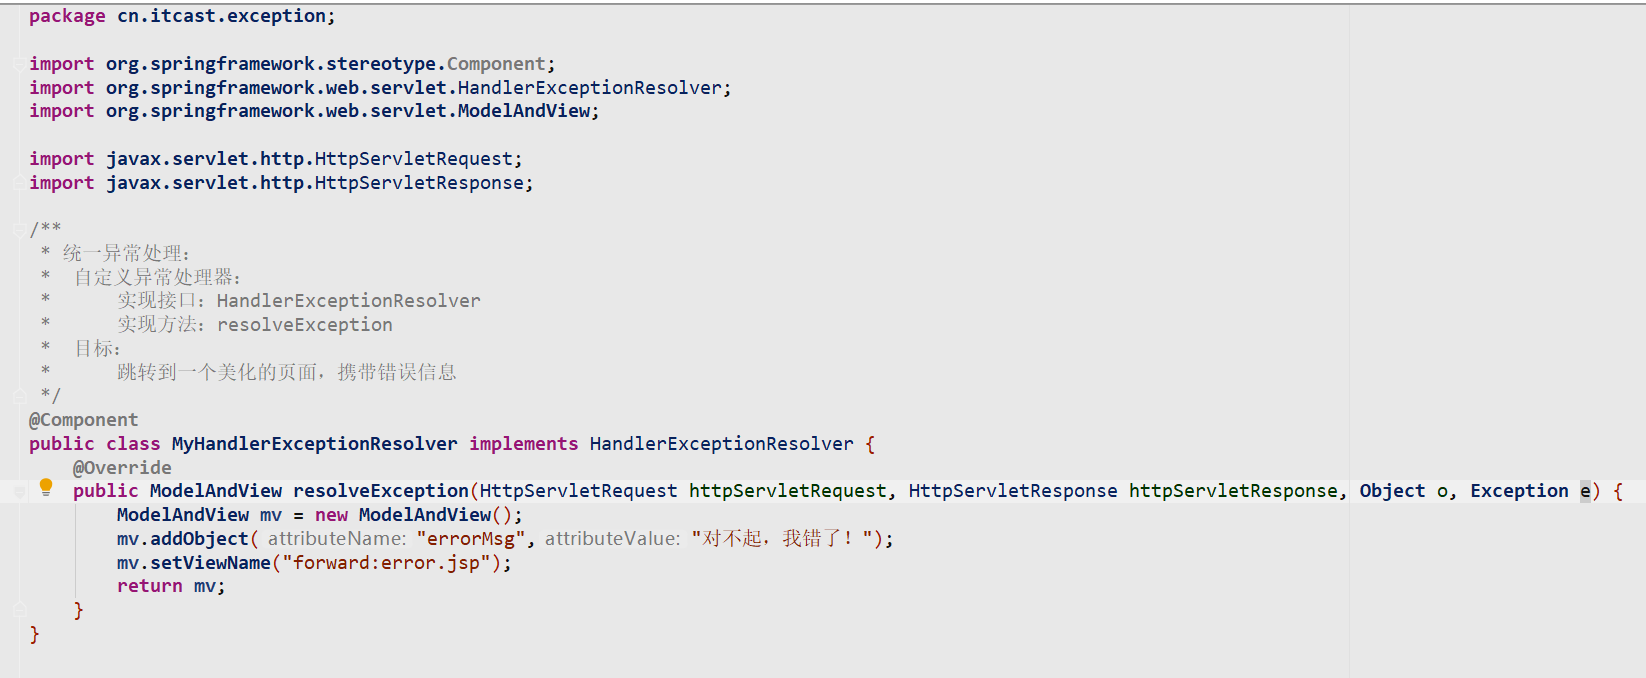 package cn.itcast.exception;
import org.springframework.stereotype.Component;
import org.springframework.web.servlet.HandlerExceptionResolver;
import org.springframework.web.servlet.ModelAndView;
import javax.servlet.http.HttpServletRequest;
import javax.servlet.http.HttpServletResponse;
/**
 * 统一异常处理：
 *  自定义异常处理器：
 *      实现接口：HandlerExceptionResolver
 *      实现方法：resolveException
 *  目标：
 *      跳转到一个美化的页面，携带错误信息
 */
@Component
public class MyHandlerExceptionResolver implements HandlerExceptionResolver {
    @Override
    public ModelAndView resolveException(HttpServletRequest httpServletRequest, HttpServletResponse httpServletResponse, Object o, Exception e) {
        ModelAndView mv = new ModelAndView();
        mv.addObject( attributeName: "errorMsg", attributeValue: "对不起，我错了！");
        mv.setViewName("forward:error.jsp");
        return mv;
    }
}